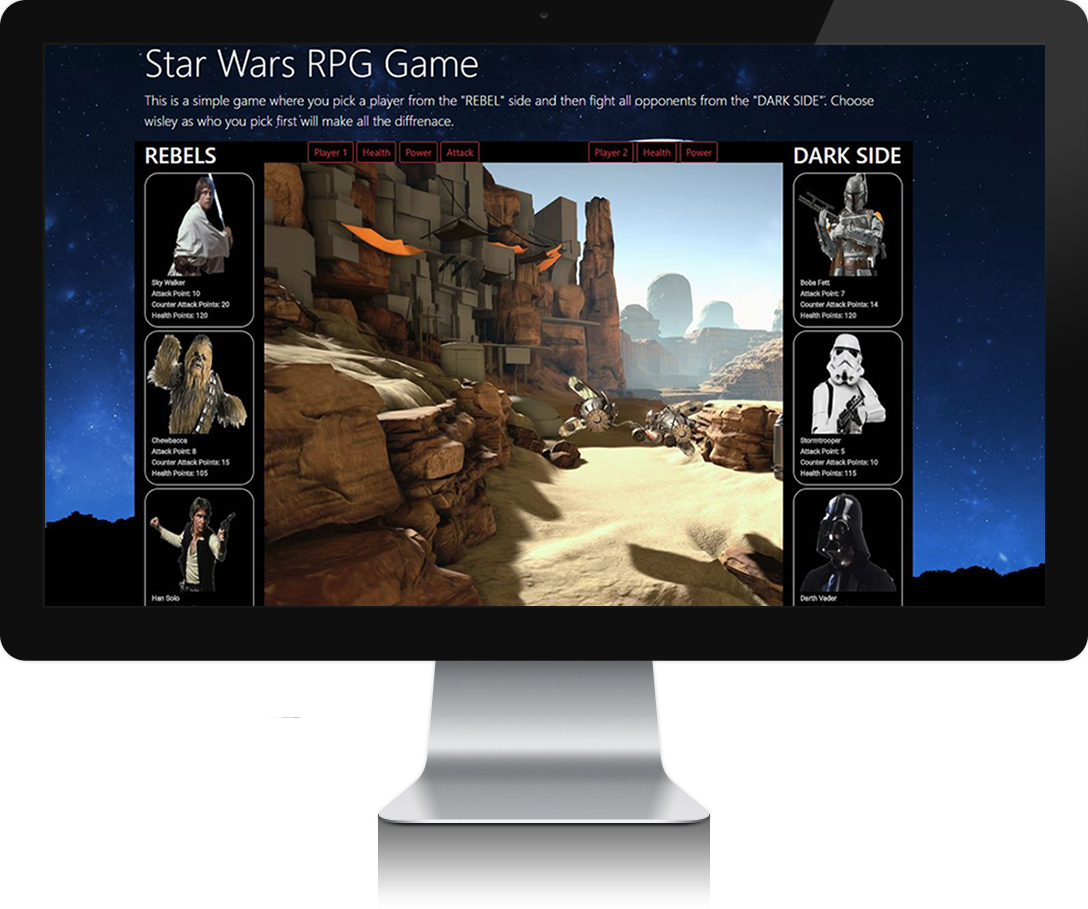 Star Wars RPG Game
This is a simple game where you pick a player from the "REBEL" side and then fight all opponents from the "DARK SIDE". Choose
wisley as who you pick first will make all the diffrenace.
REBELS
Player 1 Health Power Attack
Player 2 Health Power
DARK SIDE
Sky Walker
Attack Point: 10
Counter Attack Points: 20
Health Points: 120
Chewbacca
Attack Point: 8
Counter Attack Points: 15
Health Points: 105
Han Solo
Boba Fett
Attack Point: 7
Counter Attack Points: 14
Health Points: 120
Stormtrooper
Attack Point: 5
Counter Attack Points: 10
Health Points: 115
Darth Vader